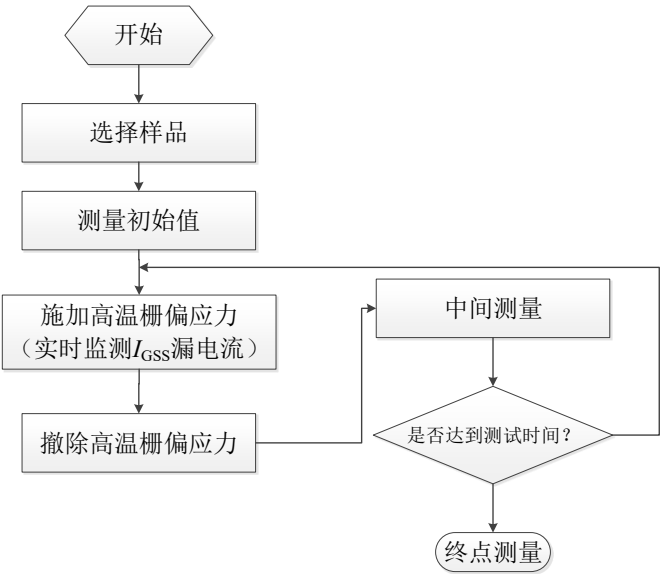 开始
选择样品
测量初始值
施加高温栅偏应力
（实时监测IGSS漏电流）
撤除高温栅偏应力
中间测量
是否达到测试时间？
终点测量